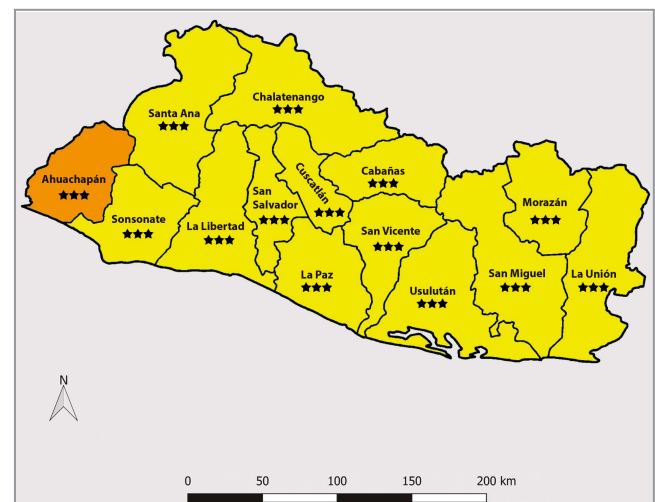 Chalatenango
Santa Ana
Cabañas
Ahuachapán
Cuscatlán
San
Salvador
Morazán
Sonsonate
La Libertad
San Vicente
La Paz
San Miguel
La Unión
Usulután
N
0 50 100 150 200 km